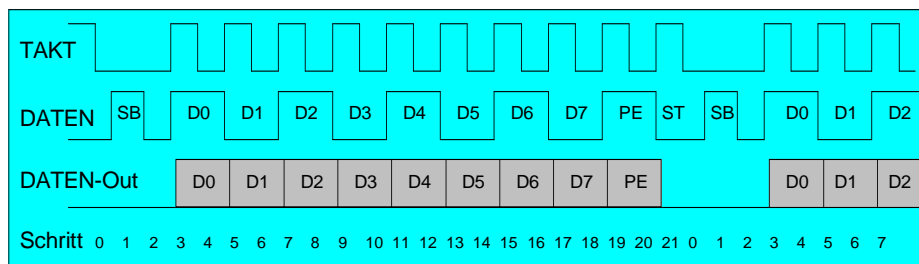 TAKT
DATEN SB D0 D1 D2 D3 D4 D5 D6 D7 PE ST SB D0 D1 D2
DATEN-Out D0 D1 D2 D3 D4 D5 D6 D7 PE D0 D1 D2
Schritt 0 1 2 3 4 5 6 7 8 9 10 11 12 13 14 15 16 17 18 19 20 21 0 1 2 3 4 5 6 7